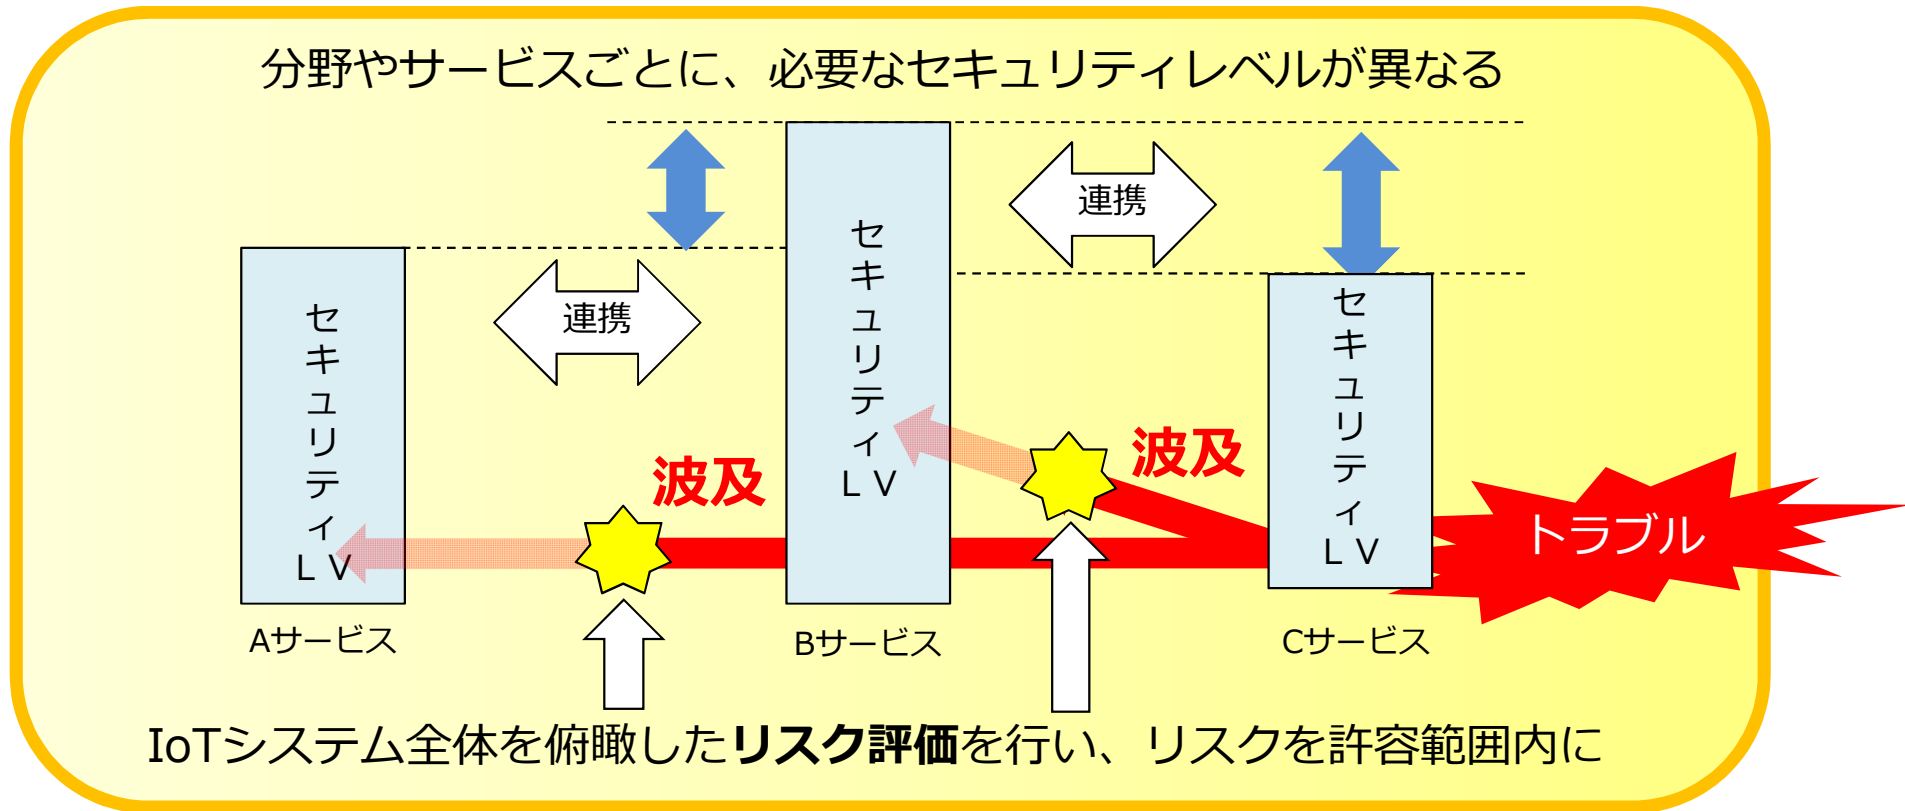 分野やサービスごとに、必要なセキュリティレベルが異なる
連携
連携
セキュリティLV
セキュリティLV
セキュリティLV
波及
波及
トラブル
Aサービス
Bサービス
Cサービス
IoTシステム全体を俯瞰したリスク評価を行い、リスクを許容範囲内に